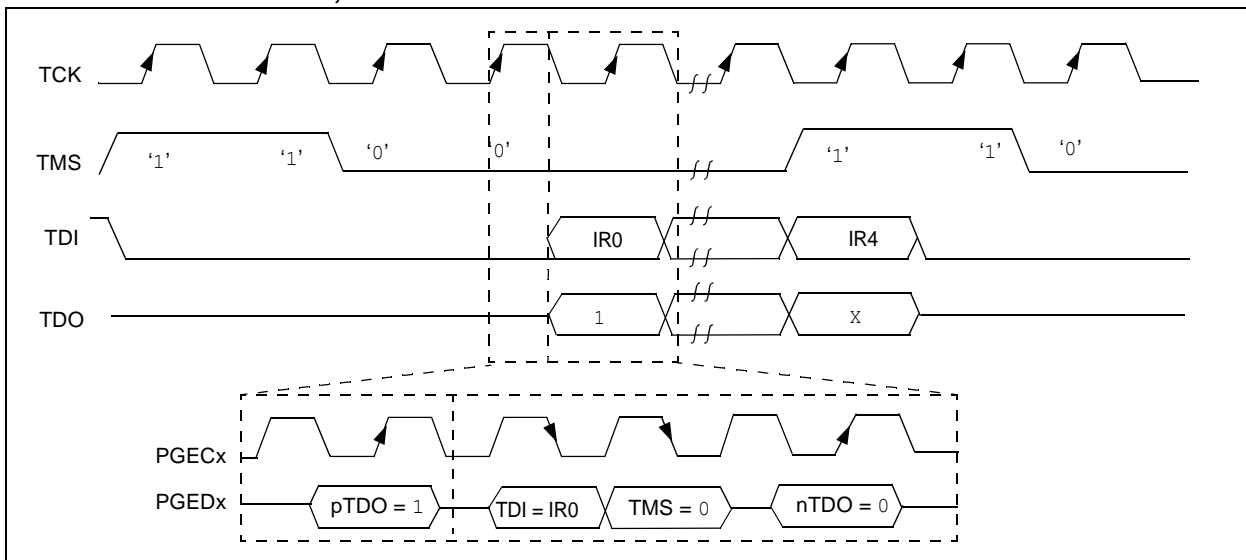 TCK
TMS ‘1’ ‘1’ ‘0’ ‘0’ ‘1’ ‘1’ ‘0’
TDI IR0 IR4
TDO 1 X
PGECx
PGEDx pTDO = 1 TDI = IR0 TMS = 0 nTDO = 0